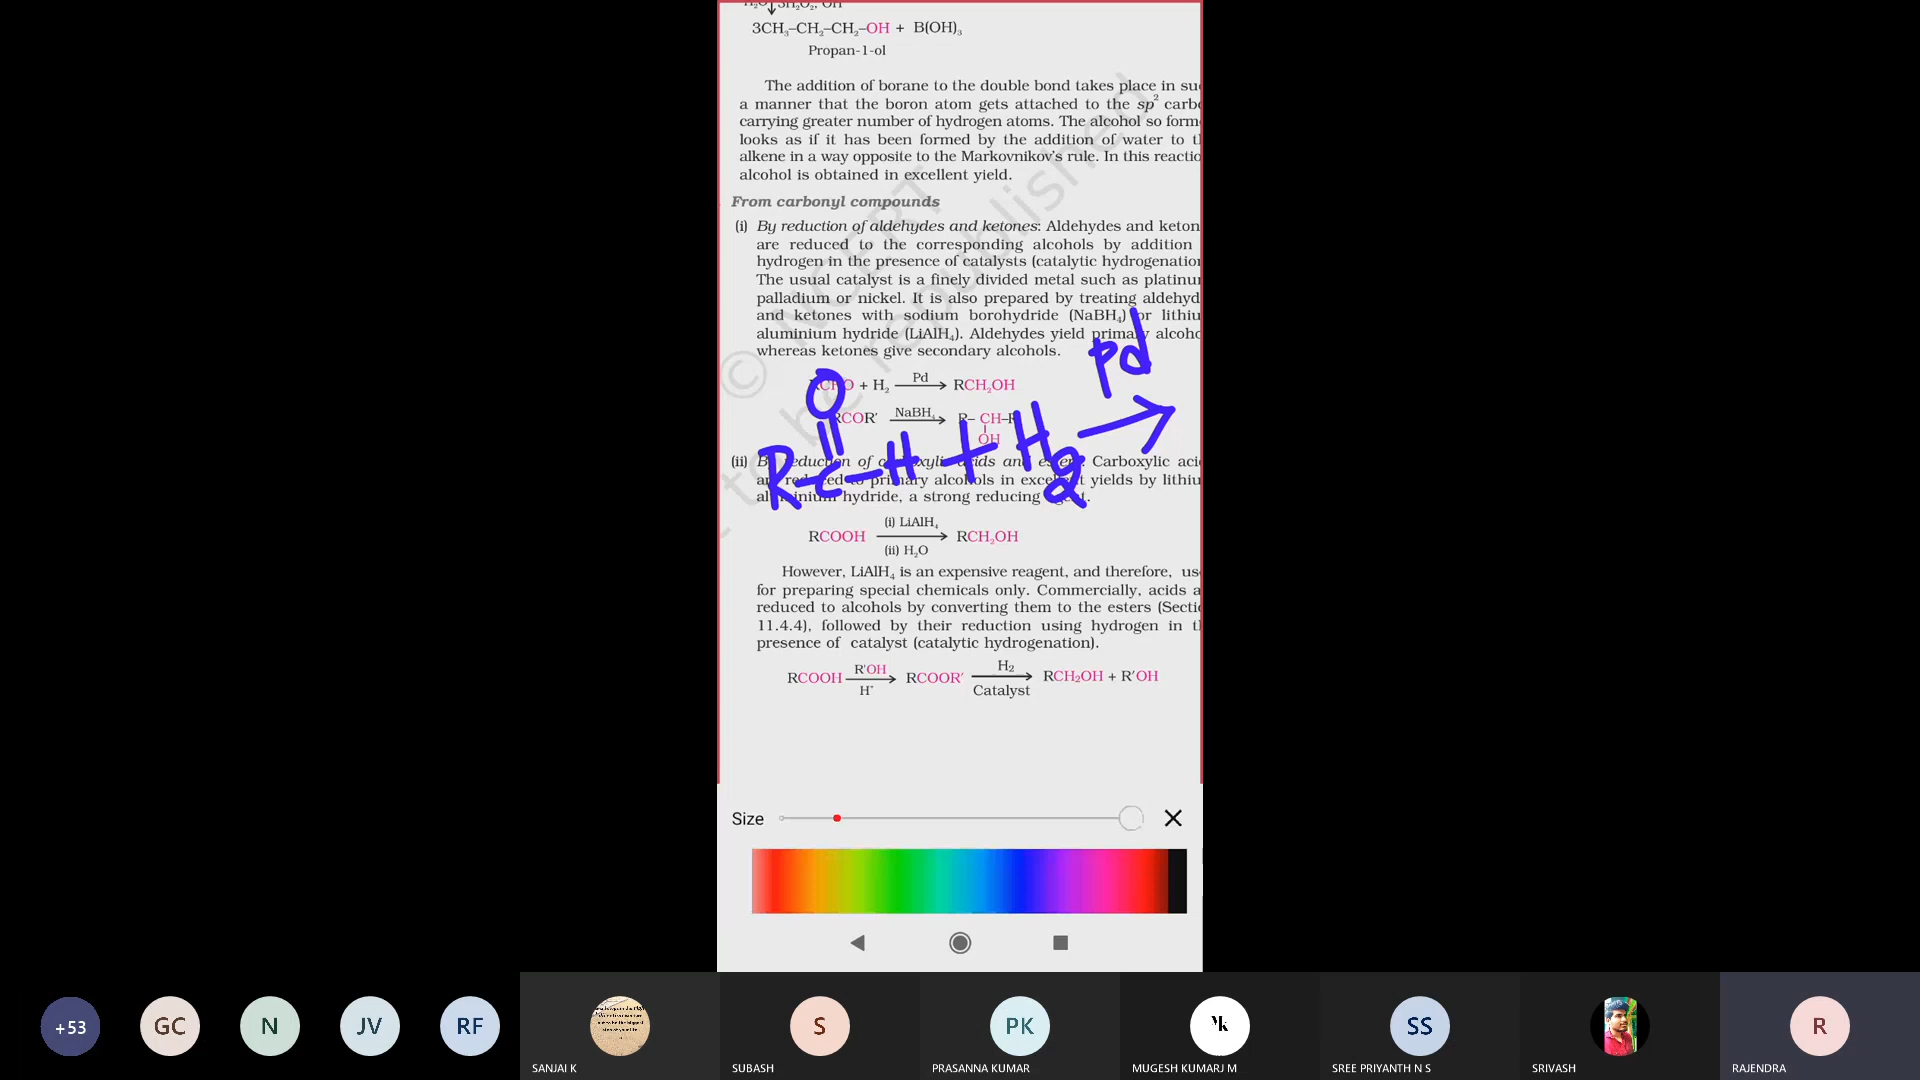 H₂O 3H₂O₂, OH
3CH₃–CH₂–CH₂–OH + B(OH)₃
Propan-1-ol
The addition of borane to the double bond takes place in su
a manner that the boron atom gets attached to the sp² carb
carrying greater number of hydrogen atoms. The alcohol so form
looks as if it has been formed by the addition of water to t
alkene in a way opposite to the Markovnikov's rule. In this reactio
alcohol is obtained in excellent yield.
From carbonyl compounds
(i) By reduction of aldehydes and ketones: Aldehydes and keton
are reduced to the corresponding alcohols by addition
hydrogen in the presence of catalysts (catalytic hydrogenation
The usual catalyst is a finely divided metal such as platinum
palladium or nickel. It is also prepared by treating aldehyd
and ketones with sodium borohydride (NaBH₄) or lithiu
aluminium hydride (LiAlH₄). Aldehydes yield primary alcoho
whereas ketones give secondary alcohols.
Pd
RCHO + H₂ Pd RCH₂OH
RCOR′ NaBH₄ R– CH–R
OH
O
R–C–H + H₂
(ii) By reduction of carboxylic acids and esters: Carboxylic acid
are reduced to primary alcohols in excellent yields by lithiu
aluminium hydride, a strong reducing agent.
(i) LiAlH₄
RCOOH RCH₂OH
(ii) H₂O
However, LiAlH₄ is an expensive reagent, and therefore, us
for preparing special chemicals only. Commercially, acids a
reduced to alcohols by converting them to the esters (Secti
11.4.4), followed by their reduction using hydrogen in t
presence of catalyst (catalytic hydrogenation).
R′OH H₂
RCOOH RCOOR′ RCH₂OH + R′OH
H⁺ Catalyst
© NCERT
to be republished
Size
+53 GC N JV RF S PK SS R
SANJAI K SUBASH PRASANNA KUMAR MUGESH KUMARJ M SREE PRIYANTH N S SRIVASH RAJENDRA